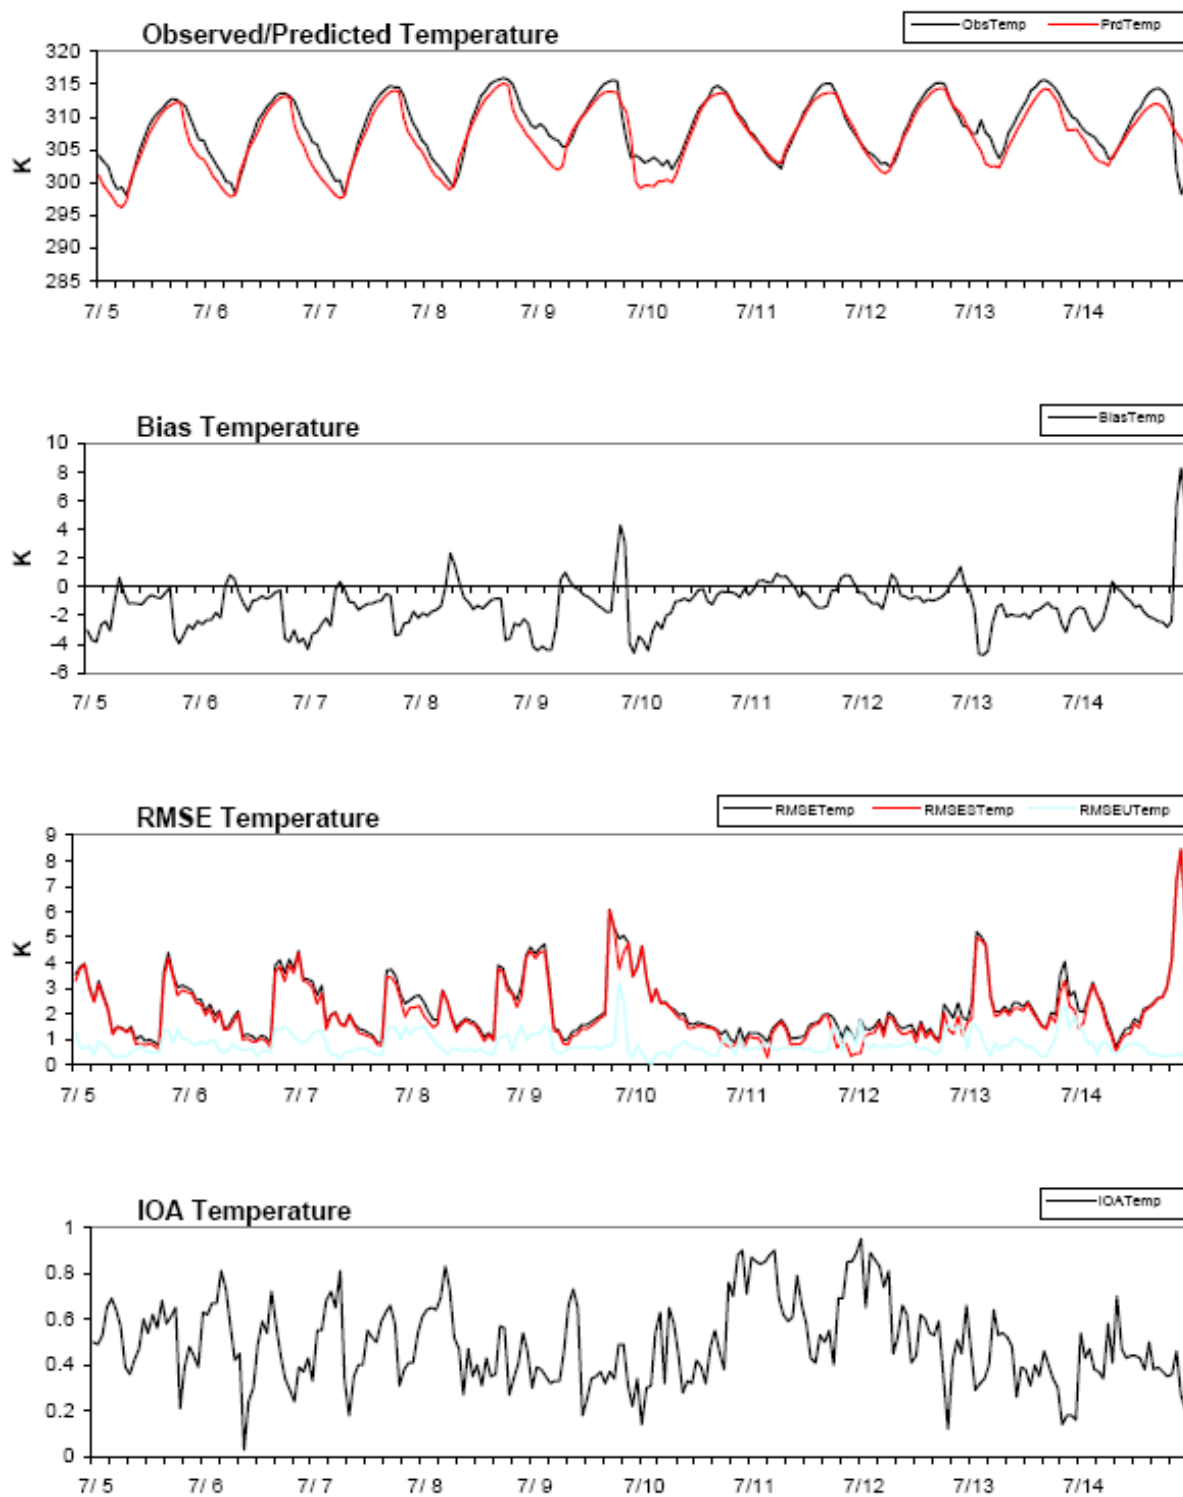 Observed/Predicted Temperature
ObsTemp PrdTemp
320
315
310
305
300
295
290
285
K
7/ 5 7/ 6 7/ 7 7/ 8 7/ 9 7/10 7/11 7/12 7/13 7/14
Bias Temperature
BiasTemp
10
8
6
4
2
0
-2
-4
-6
K
7/ 5 7/ 6 7/ 7 7/ 8 7/ 9 7/10 7/11 7/12 7/13 7/14
RMSE Temperature
RMSETemp RMSESTemp RMSEUTemp
9
8
7
6
5
4
3
2
1
0
K
7/ 5 7/ 6 7/ 7 7/ 8 7/ 9 7/10 7/11 7/12 7/13 7/14
IOA Temperature
IOATemp
1
0.8
0.6
0.4
0.2
0
7/ 5 7/ 6 7/ 7 7/ 8 7/ 9 7/10 7/11 7/12 7/13 7/14